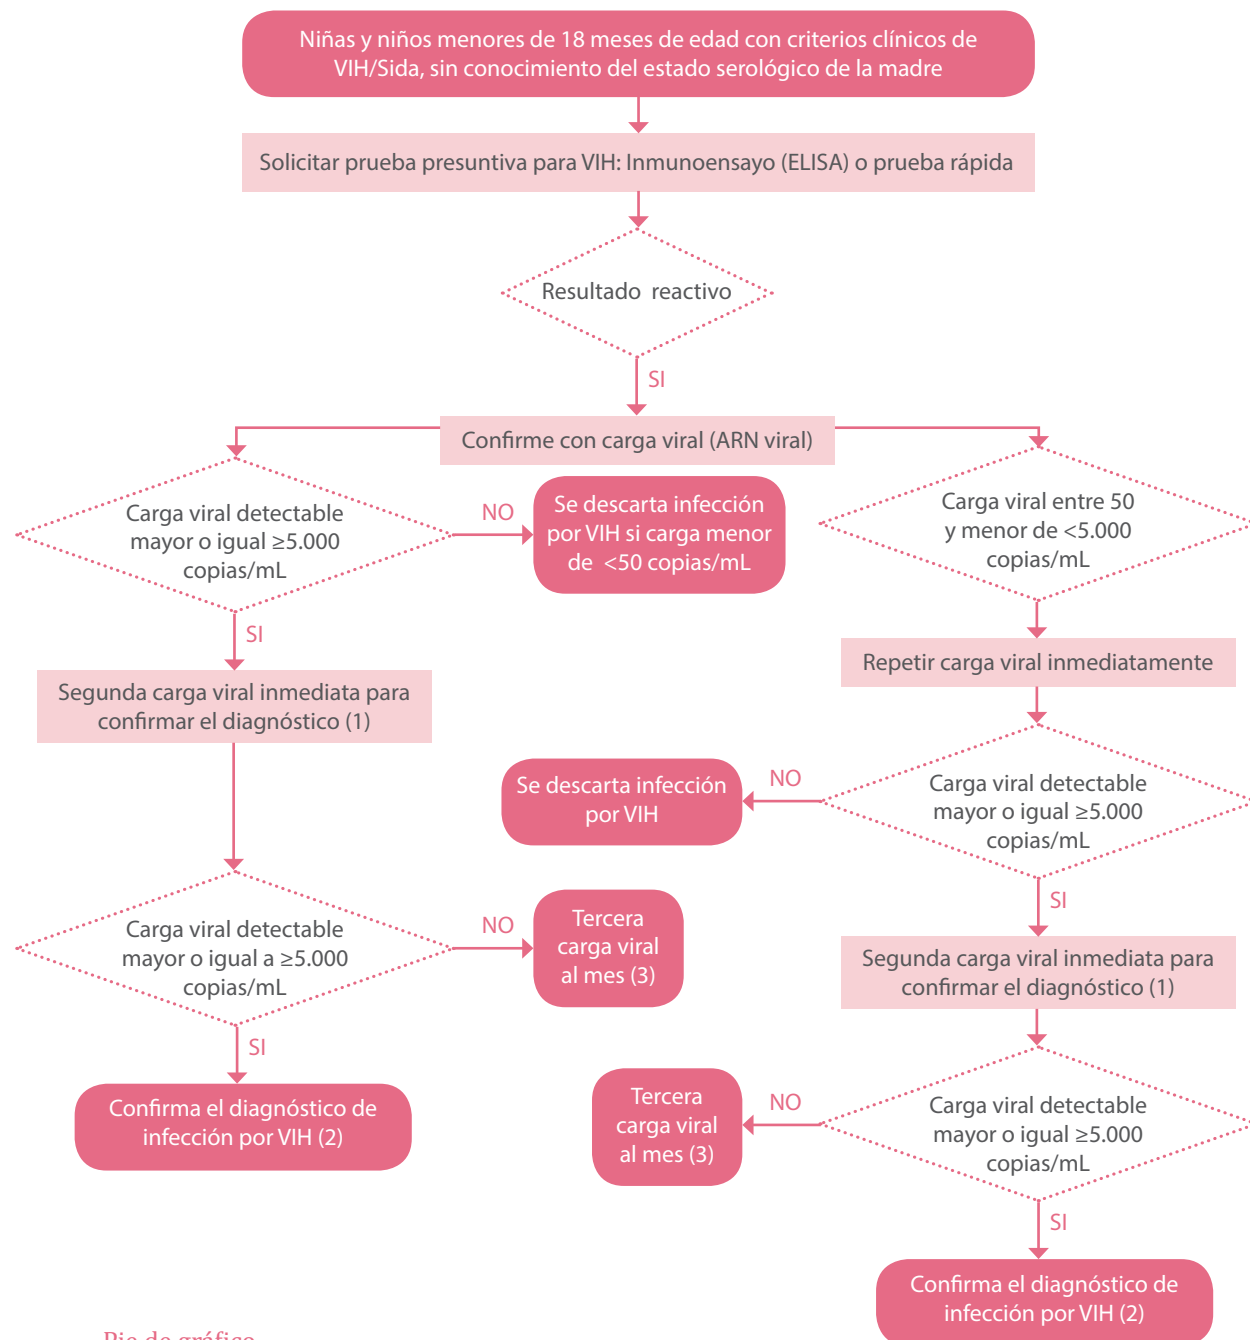 Niñas y niños menores de 18 meses de edad con criterios clínicos de
VIH/Sida, sin conocimiento del estado serológico de la madre
Solicitar prueba presuntiva para VIH: Inmunoensayo (ELISA) o prueba rápida
Resultado reactivo
SI
Confirme con carga viral (ARN viral)
Carga viral detectable
mayor o igual ≥5.000
copias/mL
NO
Se descarta infección
por VIH si carga menor
de <50 copias/mL
Carga viral entre 50
y menor de <5.000
copias/mL
SI
Segunda carga viral inmediata para
confirmar el diagnóstico (1)
Repetir carga viral inmediatamente
Carga viral detectable
mayor o igual ≥5.000
copias/mL
NO
Se descarta infección
por VIH
Carga viral detectable
mayor o igual a ≥5.000
copias/mL
NO
Tercera
carga viral
al mes (3)
SI
Segunda carga viral inmediata para
confirmar el diagnóstico (1)
SI
Confirma el diagnóstico de
infección por VIH (2)
Carga viral detectable
mayor o igual ≥5.000
copias/mL
NO
Tercera
carga viral
al mes (3)
SI
Confirma el diagnóstico de
infección por VIH (2)
Pie de gráfico